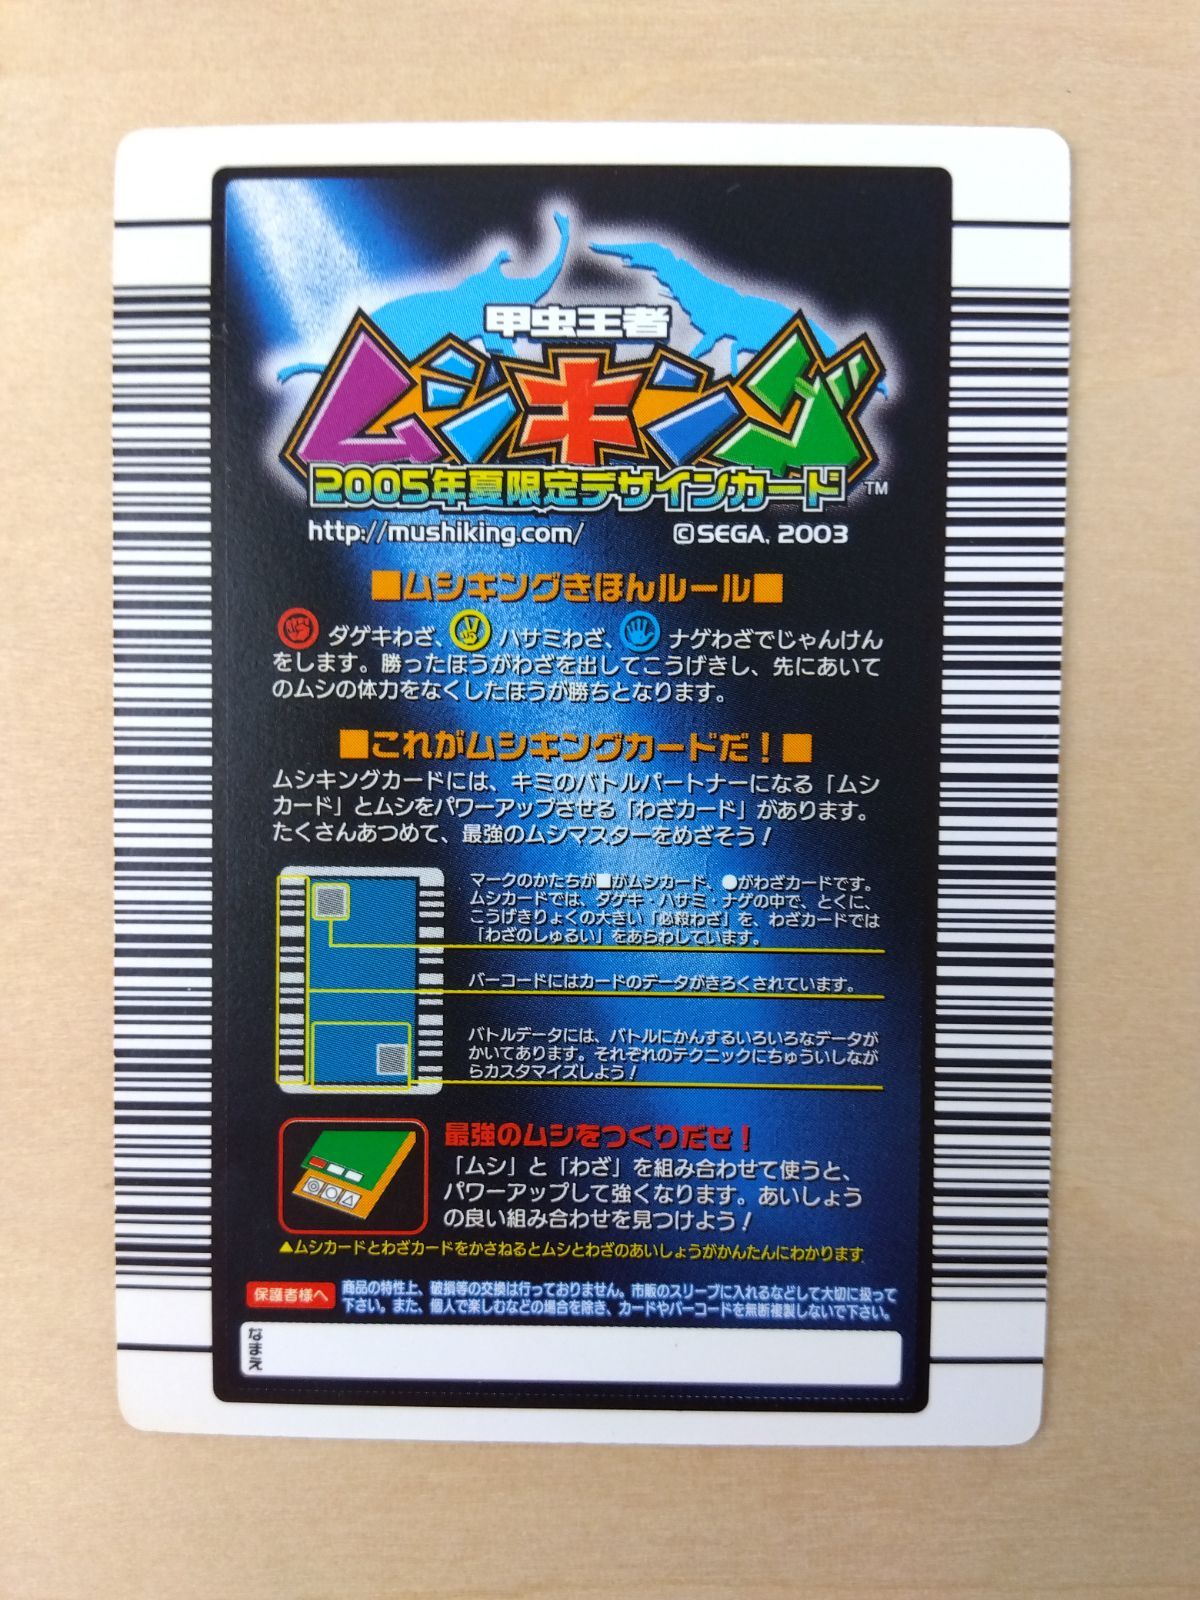 甲虫王者
ムシキング
2005年夏限定デザインカード TM
http://mushiking.com/ ©SEGA, 2003
■ムシキングきほんルール■
ダゲキわざ、 ハサミわざ、 ナゲわざでじゃんけん
をします。勝ったほうがわざを出してこうげきし、先にあいて
のムシの体力をなくしたほうが勝ちとなります。
■これがムシキングカードだ！■
ムシキングカードには、キミのバトルパートナーになる「ムシ
カード」とムシをパワーアップさせる「わざカード」があります。
たくさんあつめて、最強のムシマスターをめざそう！
マークのかたちが■がムシカード、●がわざカードです。
ムシカードでは、ダゲキ・ハサミ・ナゲの中で、とくに、
こうげきりょくの大きい「必殺わざ」を、わざカードでは
「わざのしゅるい」をあらわしています。
バーコードにはカードのデータがきろくされています。
バトルデータには、バトルにかんするいろいろなデータが
かいてあります。それぞれのテクニックにちゅういしなが
らカスタマイズしよう！
最強のムシをつくりだせ！
「ムシ」と「わざ」を組み合わせて使うと、
パワーアップして強くなります。あいしょう
の良い組み合わせを見つけよう！
▲ムシカードとわざカードをかさねるとムシとわざのあいしょうがかんたんにわかります
保護者様へ 商品の特性上、破損等の交換は行っておりません。市販のスリーブに入れるなどして大切に扱って
下さい。また、個人で楽しむなどの場合を除き、カードやバーコードを無断複製しないで下さい。
なまえ